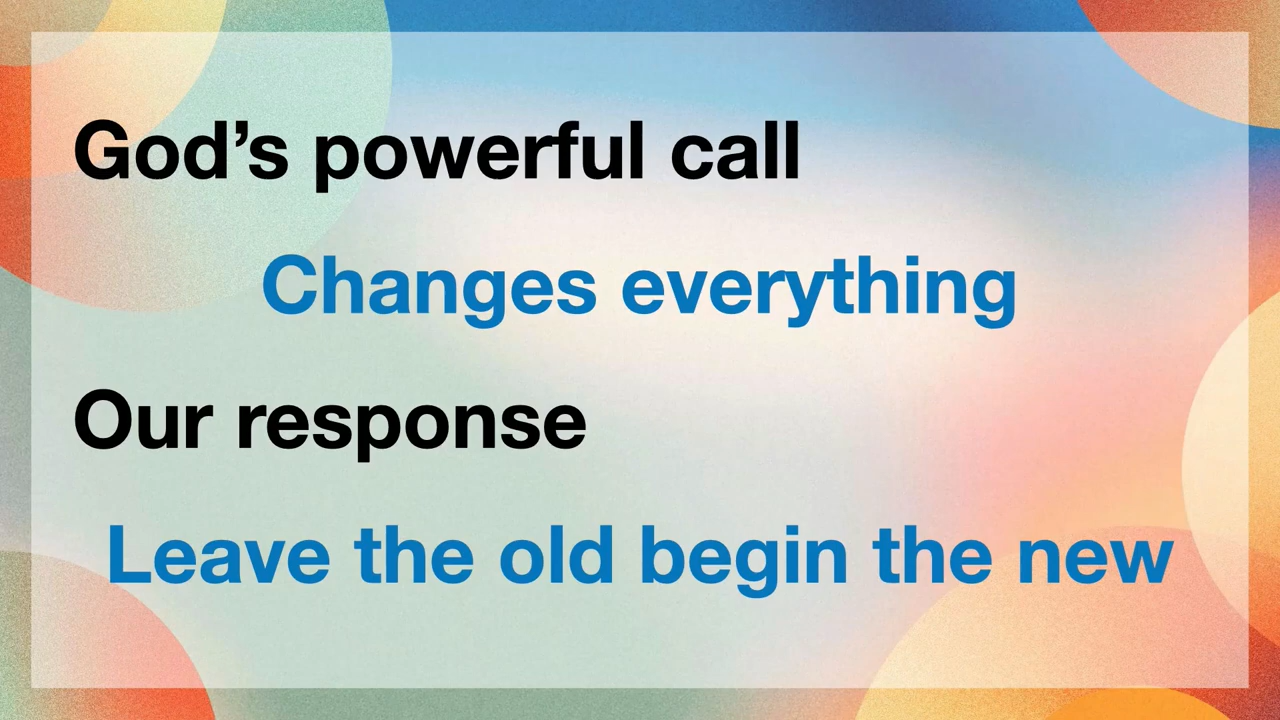 God’s powerful call
Changes everything
Our response
Leave the old begin the new